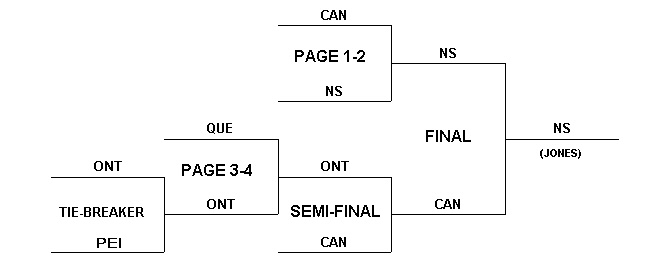 CAN
PAGE 1-2
NS
NS
QUE
PAGE 3-4
ONT
ONT
TIE-BREAKER
PEI
ONT
SEMI-FINAL
CAN
CAN
FINAL
NS
(JONES)